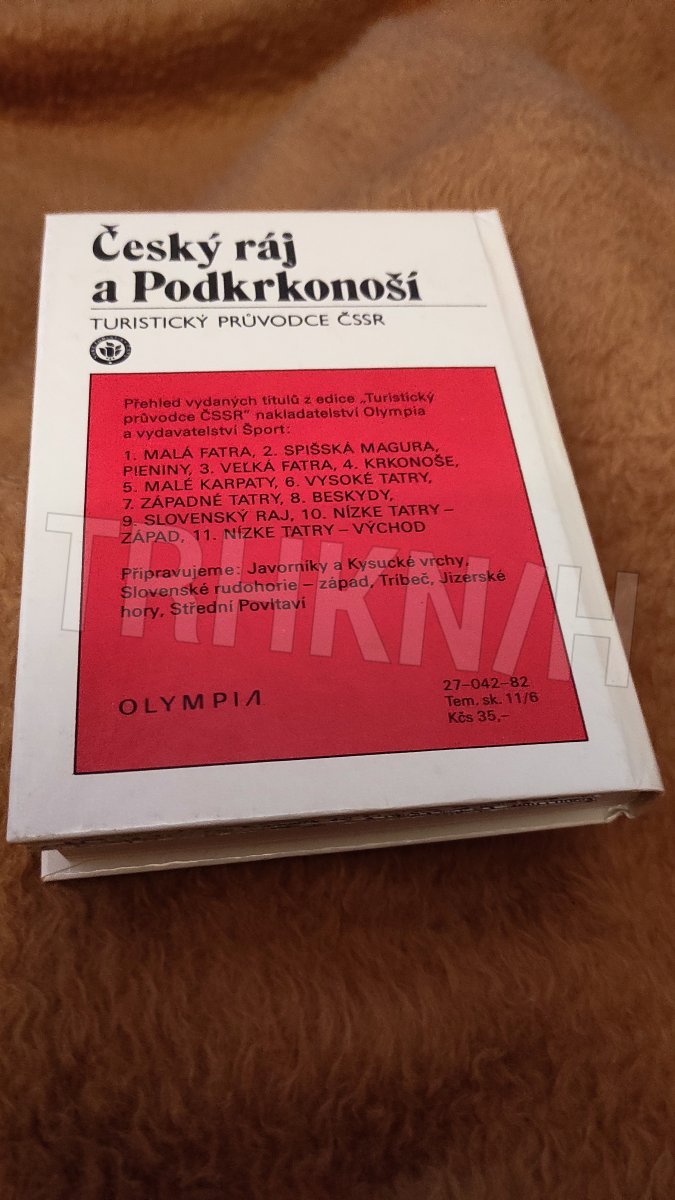 Český ráj
a Podkrkonoší
TURISTICKÝ PRŮVODCE ČSSR
Přehled vydaných titulů z edice „Turistický
průvodce ČSSR“ nakladatelství Olympia
a vydavatelství Šport:
1. MALÁ FATRA, 2. SPIŠSKÁ MAGURA,
PIENINY, 3. VEĽKÁ FATRA, 4. KRKONOŠE,
5. MALÉ KARPATY, 6. VYSOKÉ TATRY,
7. ZÁPADNÉ TATRY, 8. BESKYDY,
9. SLOVENSKÝ RAJ, 10. NÍZKE TATRY –
ZÁPAD, 11. NÍZKE TATRY – VÝCHOD
Připravujeme: Javorníky a Kysucké vrchy,
Slovenské rudohorie – západ, Tribeč, Jizerské
hory, Střední Povltaví
TRHKN/H
OLYMPIA
27–042–82
Tem. sk. 11/6
Kčs 35,–